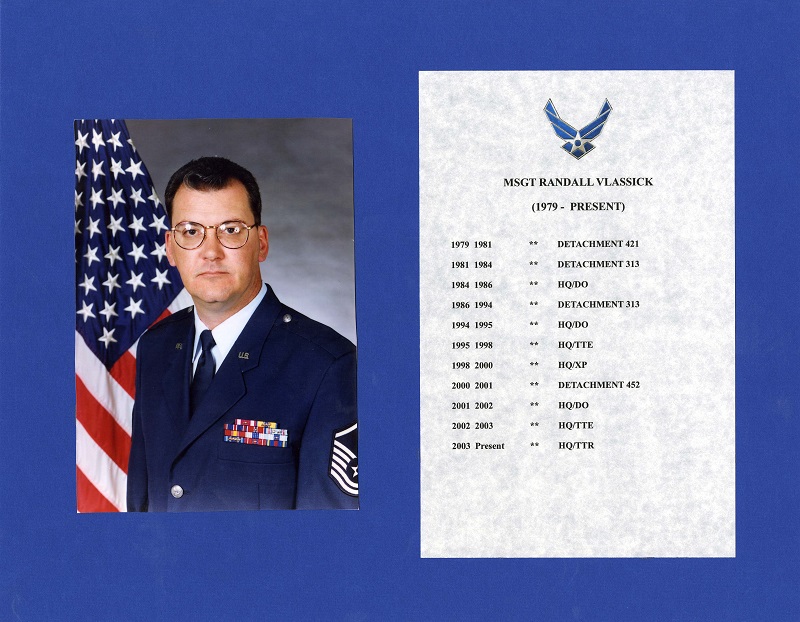 U.S.
MSGT RANDALL VLASSICK
(1979 - PRESENT)
1979 1981 ** DETACHMENT 421
1981 1984 ** DETACHMENT 313
1984 1986 ** HQ/DO
1986 1994 ** DETACHMENT 313
1994 1995 ** HQ/DO
1995 1998 ** HQ/TTE
1998 2000 ** HQ/XP
2000 2001 ** DETACHMENT 452
2001 2002 ** HQ/DO
2002 2003 ** HQ/TTE
2003 Present ** HQ/TTR